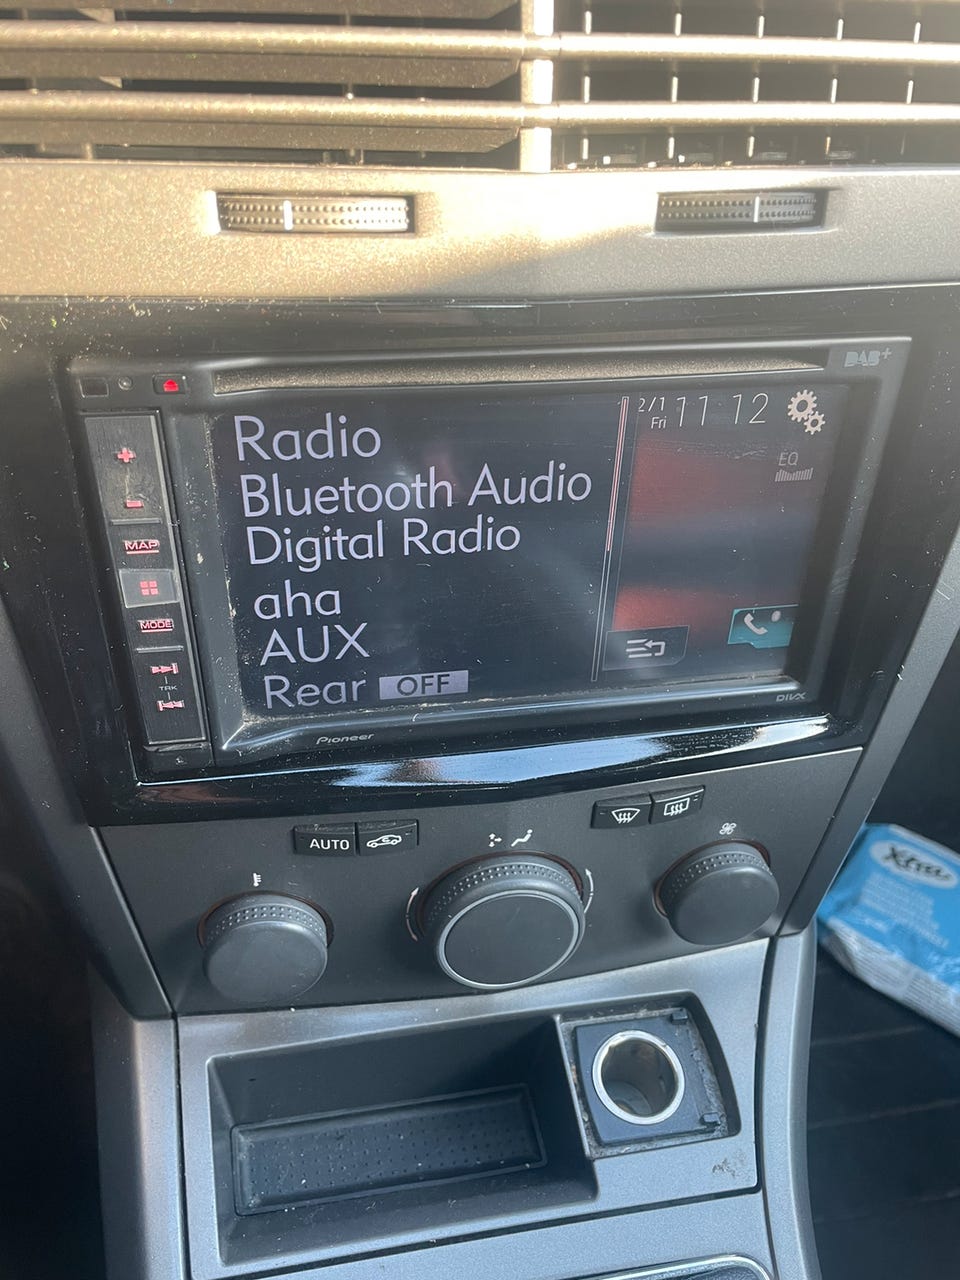 DAB+
Radio
Bluetooth Audio
Digital Radio
aha
AUX
Rear OFF
2/1
Fri
11 12
EQ
MAP
MODE
TRK
Pioneer
DIVX
AUTO
Xtra